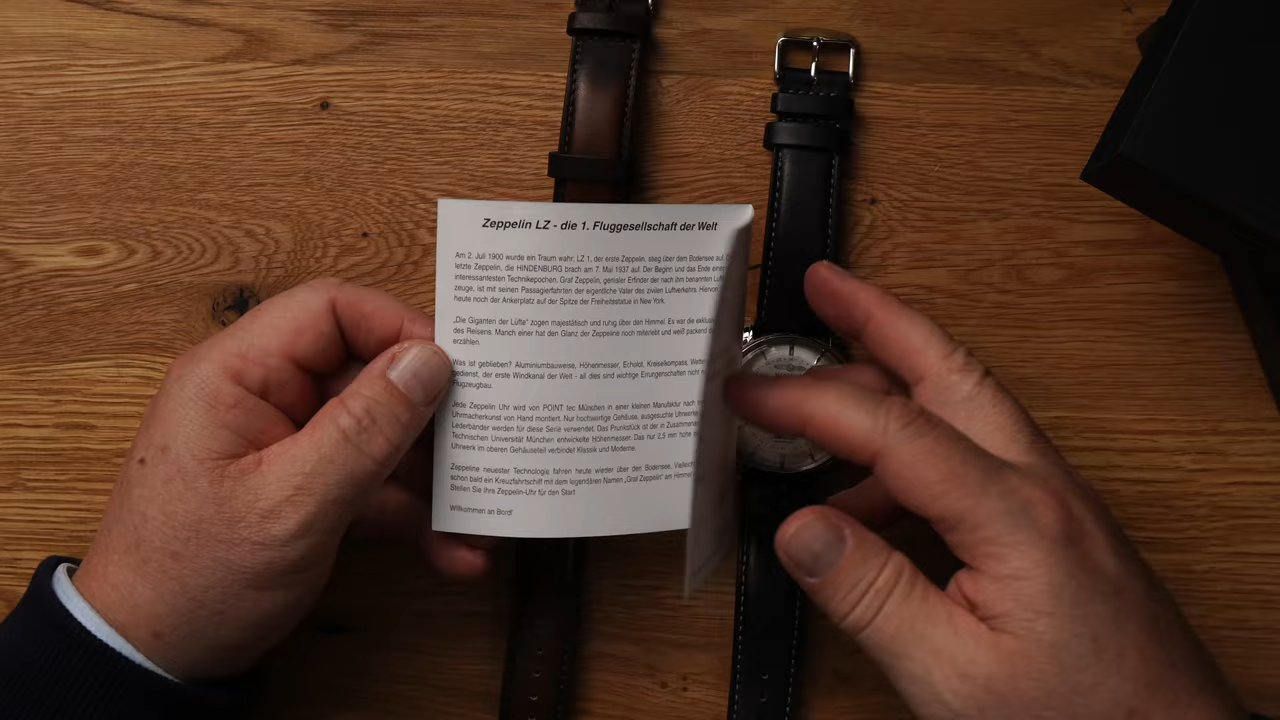 Zeppelin LZ - die 1. Fluggesellschaft der Welt
Am 2. Juli 1900 wurde ein Traum wahr: LZ 1, der erste Zeppelin, stieg über dem Bodensee auf.
letzte Zeppelin, die HINDENBURG brach am 7. Mai 1937 auf. Der Beginn und das Ende
interessantesten Technikepochen. Graf Zeppelin, genialer Erfinder der nach ihm benannten
zeuge, ist mit seinen Passagierfahrten der eigentliche Vater des zivilen Luftverkehrs.
heute noch der Ankerplatz auf der Spitze der Freiheitsstatue in New York.
„Die Giganten der Lüfte" zogen majestätisch und ruhig über den Himmel. Es war die
des Reisens. Manch einer hat den Glanz der Zeppeline noch miterlebt und weiß packend
erzählen.
Was ist geblieben? Aluminiumbauweise, Höhenmesser, Echolot, Kreiselkompass,
gedienst, der erste Windkanal der Welt - all dies sind wichtige Errungenschaften nicht
Flugzeugbau.
Jede Zeppelin Uhr wird von POINT tec München in einer kleinen Manufaktur nach
Uhrmacherkunst von Hand montiert. Nur hochwertige Gehäuse, ausgesuchte
Lederbänder werden für diese Serie verwendet. Das Prunkstück ist der in
Technischen Universität München entwickelte Höhenmesser. Das nur 2,5 mm hohe
Uhrwerk im oberen Gehäuseteil verbindet Klassik und Moderne.
Zeppeline neuester Technologie fahren heute wieder über den Bodensee.
schon bald ein Kreuzfahrtschiff mit dem legendären Namen „Graf Zeppelin" am
Stellen Sie Ihre Zeppelin-Uhr für den Start
Willkommen an Bord!